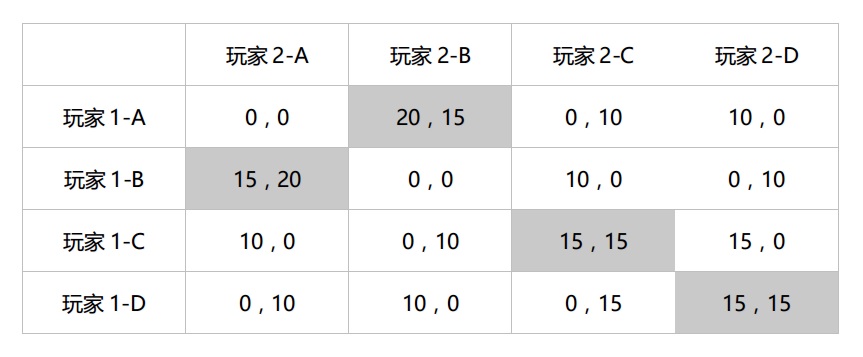 玩家 2-A 玩家 2-B 玩家 2-C 玩家 2-D
玩家 1-A 0 , 0 20 , 15 0 , 10 10 , 0
玩家 1-B 15 , 20 0 , 0 10 , 0 0 , 10
玩家 1-C 10 , 0 0 , 10 15 , 15 15 , 0
玩家 1-D 0 , 10 10 , 0 0 , 15 15 , 15